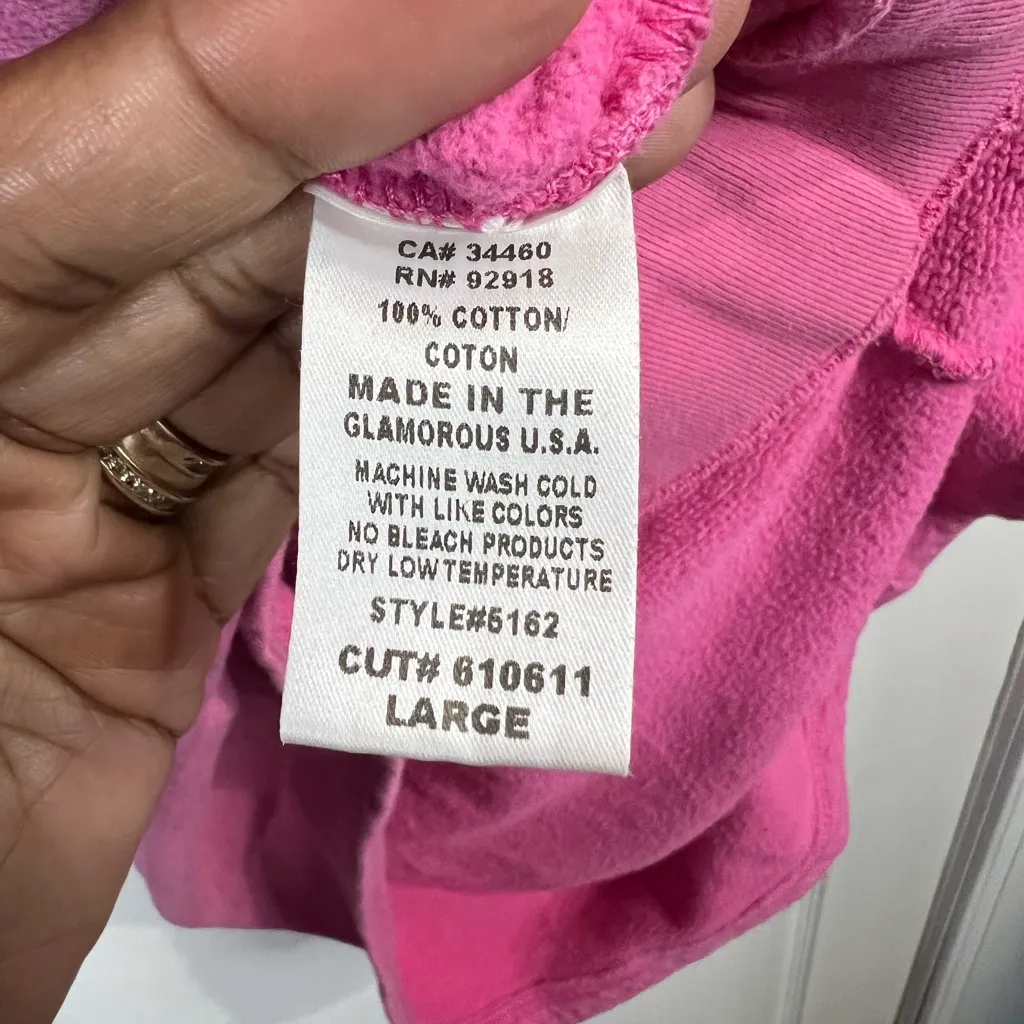 CA# 34460
RN# 92918
100% COTTON/
COTON
MADE IN THE
GLAMOROUS U.S.A.
MACHINE WASH COLD
WITH LIKE COLORS
NO BLEACH PRODUCTS
DRY LOW TEMPERATURE
STYLE#5162
CUT# 610611
LARGE